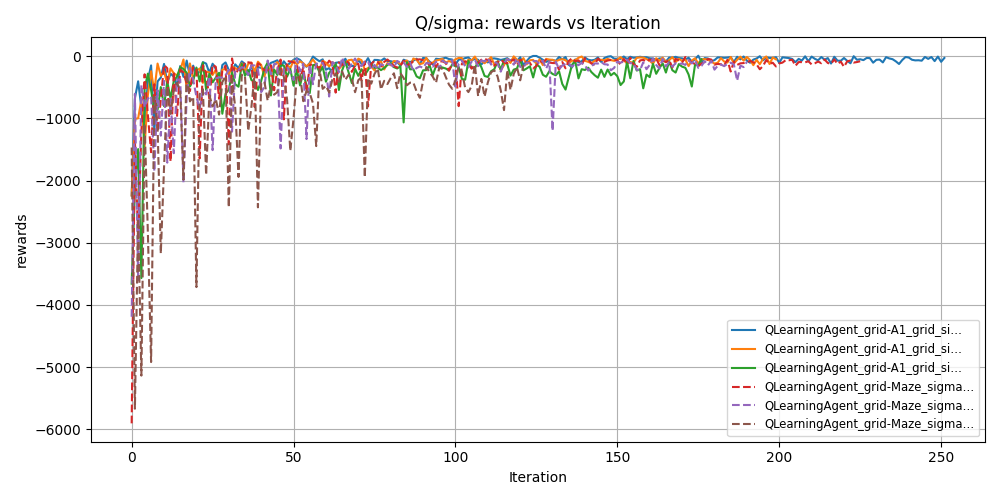 Q/sigma: rewards vs Iteration
0
−1000
−2000
−3000
−4000
−5000
−6000
rewards
QLearningAgent_grid-A1_grid_si...
QLearningAgent_grid-A1_grid_si...
QLearningAgent_grid-A1_grid_si...
QLearningAgent_grid-Maze_sigma...
QLearningAgent_grid-Maze_sigma...
QLearningAgent_grid-Maze_sigma...
0 50 100 150 200 250
Iteration